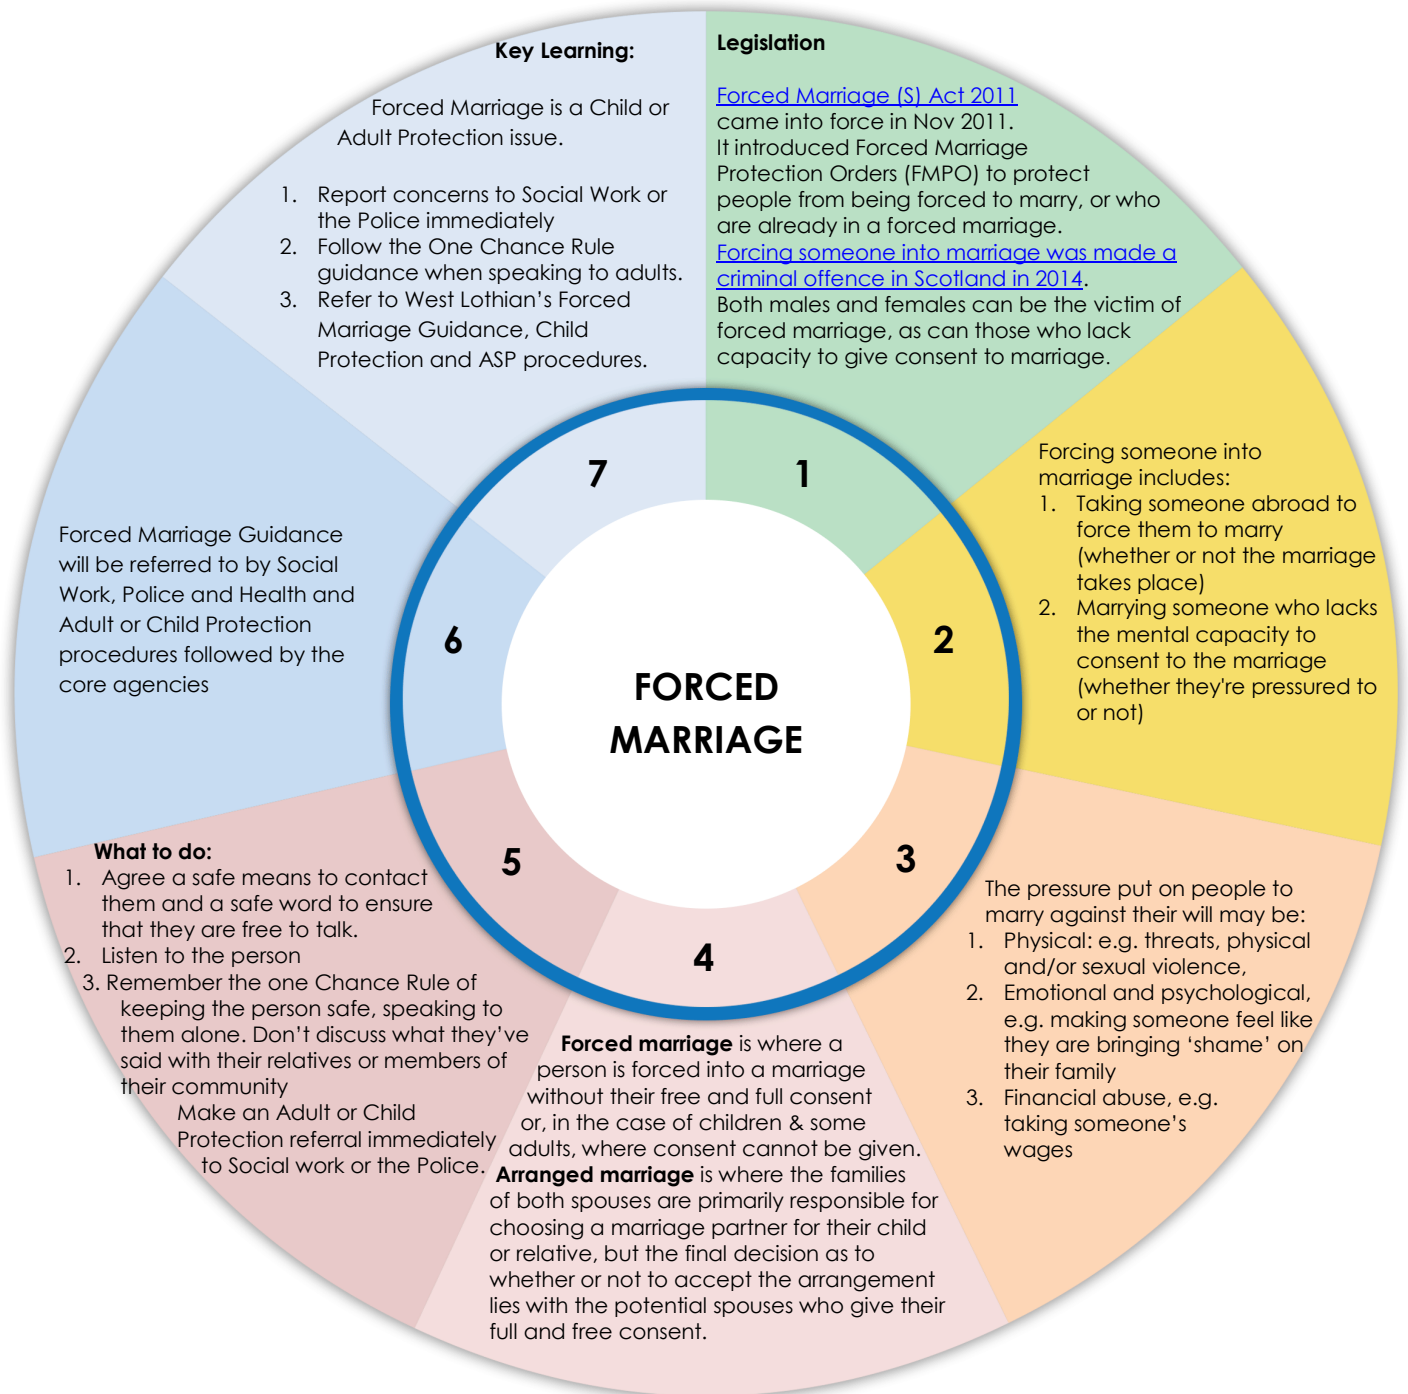 FORCED
MARRIAGE
1
Legislation
Forced Marriage (S) Act 2011
came into force in Nov 2011.
It introduced Forced Marriage
Protection Orders (FMPO) to protect
people from being forced to marry, or who
are already in a forced marriage.
Forcing someone into marriage was made a
criminal offence in Scotland in 2014.
Both males and females can be the victim of
forced marriage, as can those who lack
capacity to give consent to marriage.
2
Forcing someone into
marriage includes:
1. Taking someone abroad to
force them to marry
(whether or not the marriage
takes place)
2. Marrying someone who lacks
the mental capacity to
consent to the marriage
(whether they're pressured to
or not)
3
The pressure put on people to
marry against their will may be:
1. Physical: e.g. threats, physical
and/or sexual violence,
2. Emotional and psychological,
e.g. making someone feel like
they are bringing ‘shame’ on
their family
3. Financial abuse, e.g.
taking someone’s
wages
4
Forced marriage is where a
person is forced into a marriage
without their free and full consent
or, in the case of children & some
adults, where consent cannot be given.
Arranged marriage is where the families
of both spouses are primarily responsible for
choosing a marriage partner for their child
or relative, but the final decision as to
whether or not to accept the arrangement
lies with the potential spouses who give their
full and free consent.
5
What to do:
1. Agree a safe means to contact
them and a safe word to ensure
that they are free to talk.
2. Listen to the person
3. Remember the one Chance Rule of
keeping the person safe, speaking to
them alone. Don’t discuss what they’ve
said with their relatives or members of
their community
Make an Adult or Child
Protection referral immediately
to Social work or the Police.
6
Forced Marriage Guidance
will be referred to by Social
Work, Police and Health and
Adult or Child Protection
procedures followed by the
core agencies
7
Key Learning:
Forced Marriage is a Child or
Adult Protection issue.
1. Report concerns to Social Work or
the Police immediately
2. Follow the One Chance Rule
guidance when speaking to adults.
3. Refer to West Lothian’s Forced
Marriage Guidance, Child
Protection and ASP procedures.